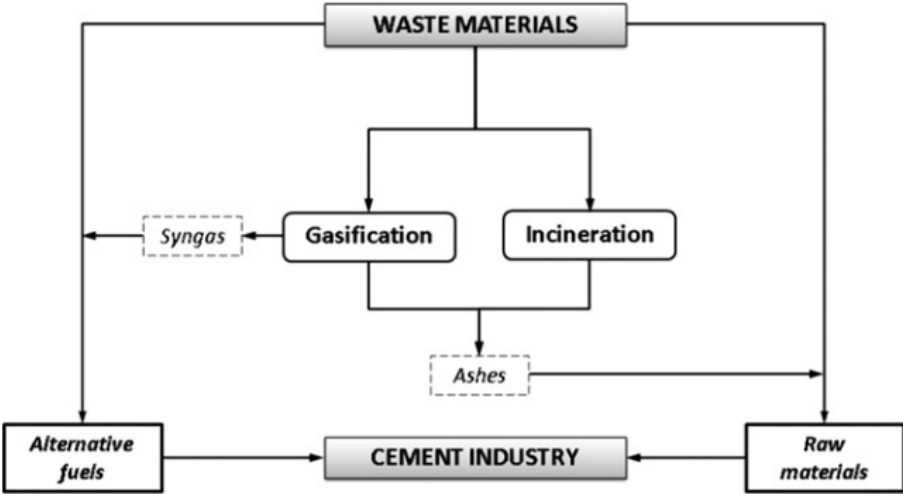 WASTE MATERIALS
Gasification
Incineration
Syngas
Ashes
Alternative
fuels
CEMENT INDUSTRY
Raw
materials